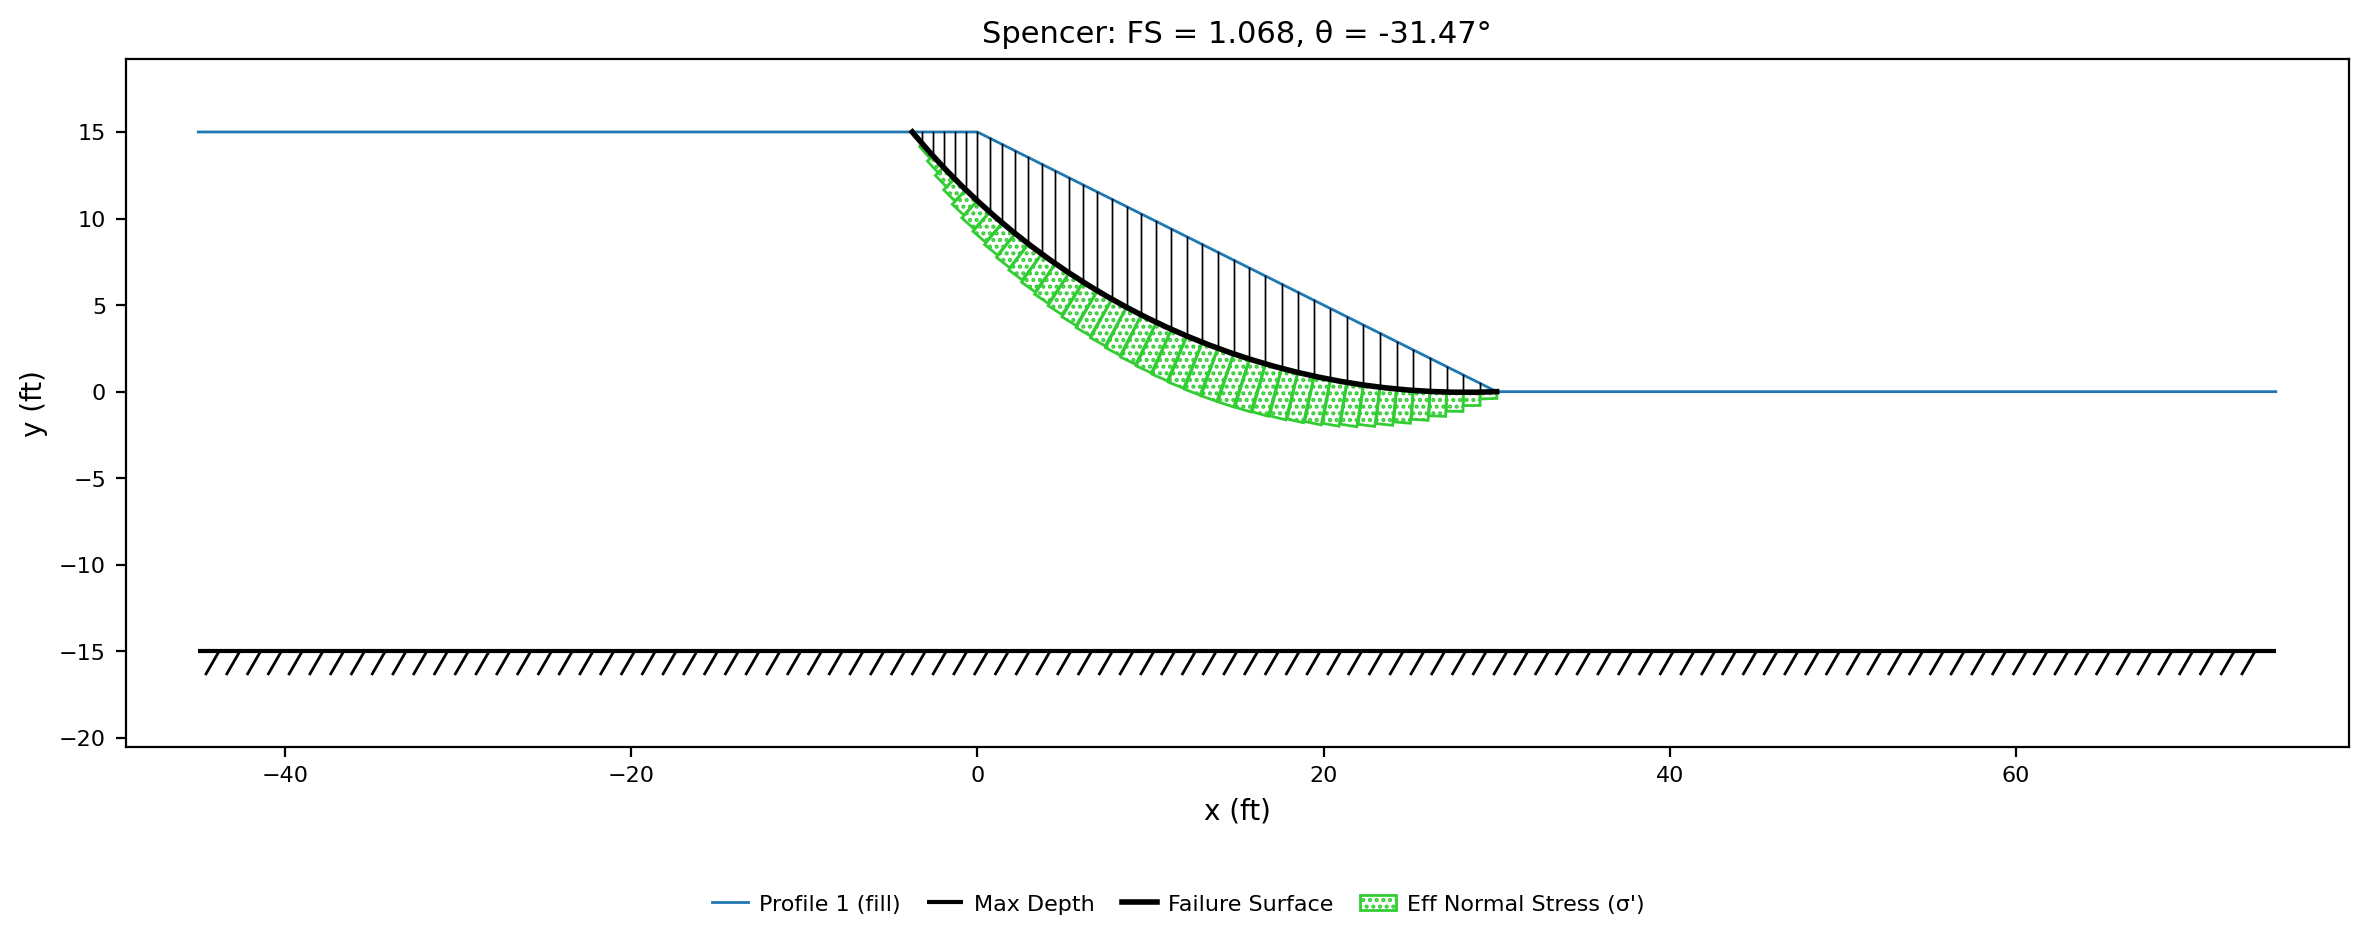 Spencer: FS = 1.068, θ = -31.47°
y (ft)
15
10
5
0
−5
−10
−15
−20
−40
−20
0
20
40
60
x (ft)
Profile 1 (fill)
Max Depth
Failure Surface
Eff Normal Stress (σ')